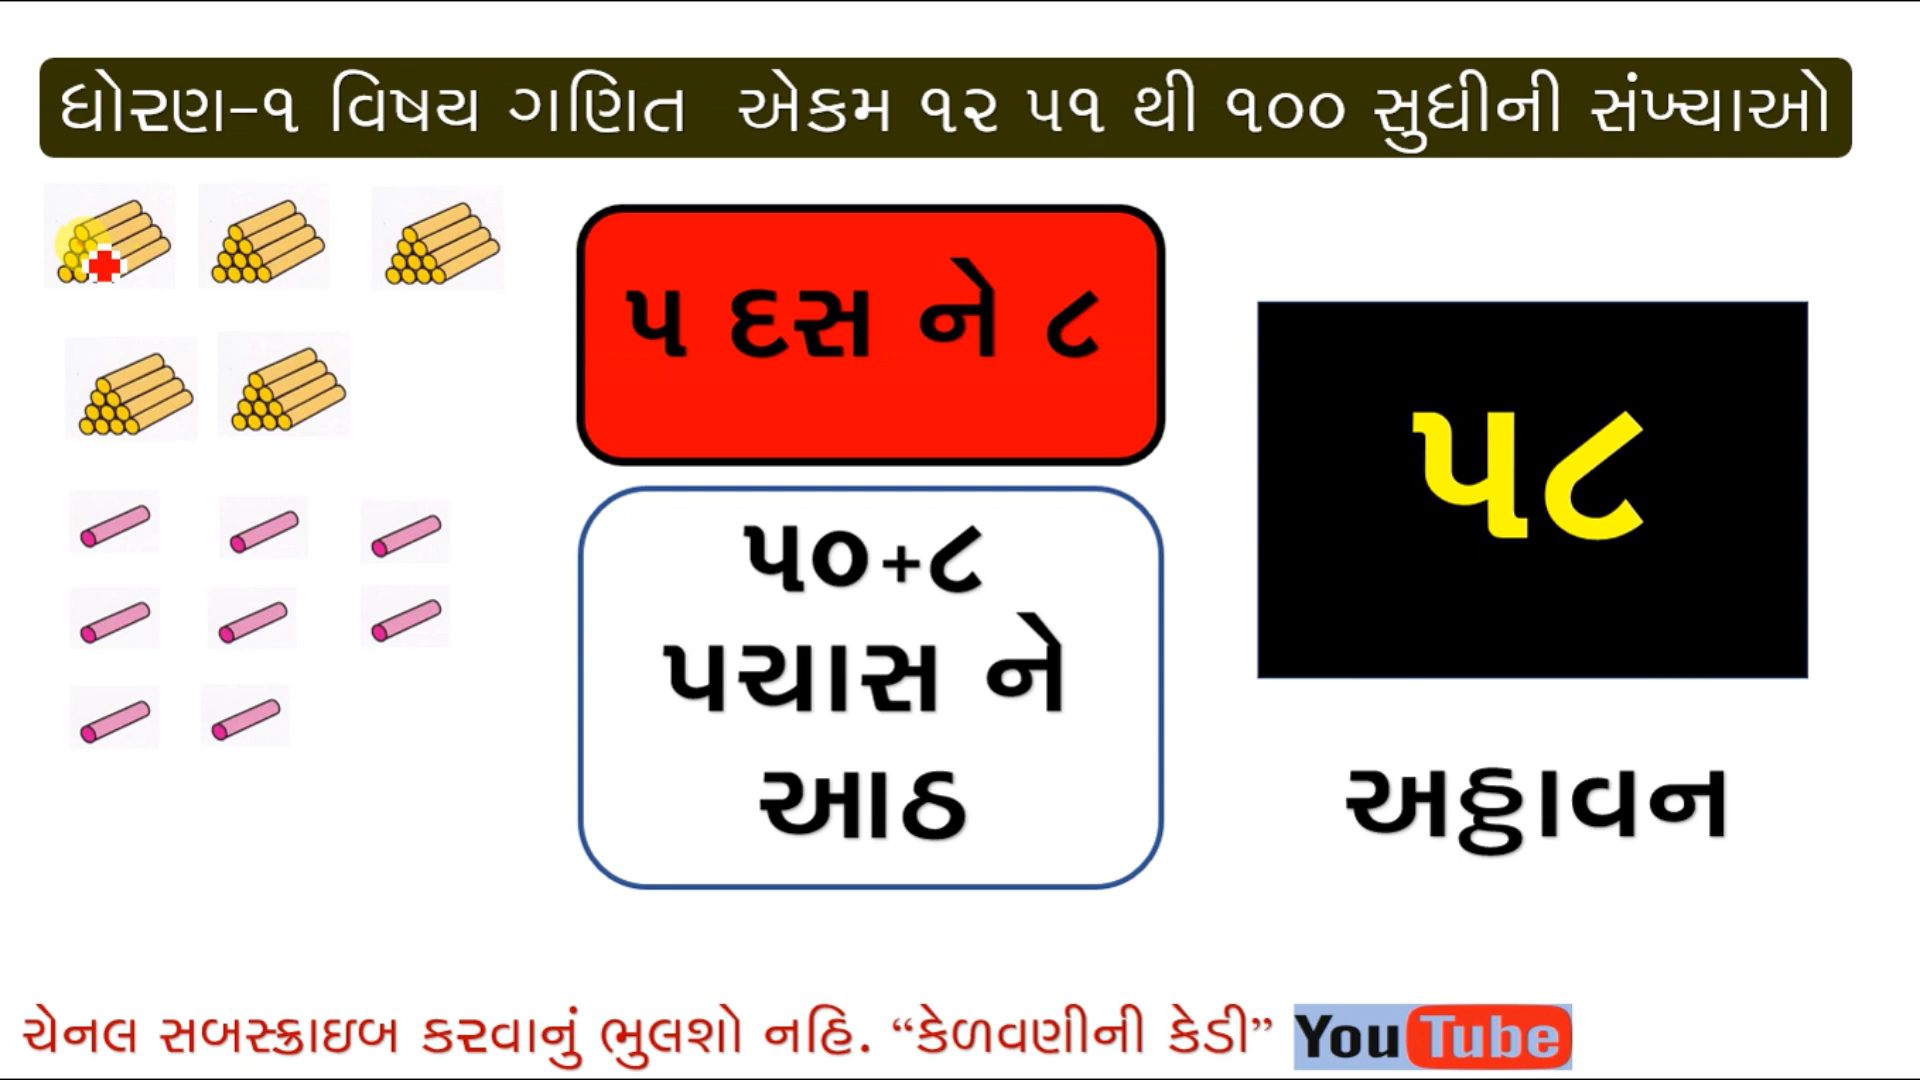 ધોરણ-૧ વિષય ગણિત એકમ ૧૨ ૫૧ થી ૧૦૦ સુધીની સંખ્યાઓ
૫ દસ ને ૮
૫૦+૮
પચાસ ને
આઠ
૫૮
અઠ્ઠાવન
ચેનલ સબસ્ક્રાઇબ કરવાનું ભુલશો નહિ. “કેળવણીની કેડી” YouTube